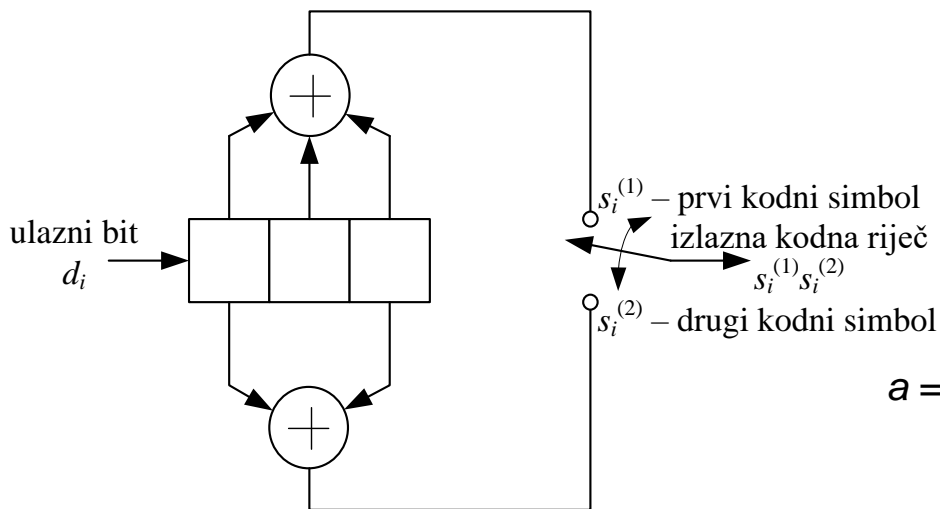 ulazni bit
d_i
s_i^(1) – prvi kodni simbol
izlazna kodna riječ
s_i^(1)s_i^(2)
s_i^(2) – drugi kodni simbol
a =